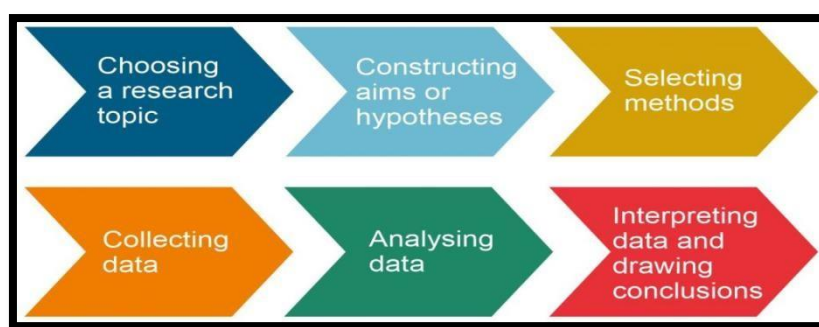 Choosing
a research
topic
Constructing
aims or
hypotheses
Selecting
methods
Collecting
data
Analysing
data
Interpreting
data and
drawing
conclusions